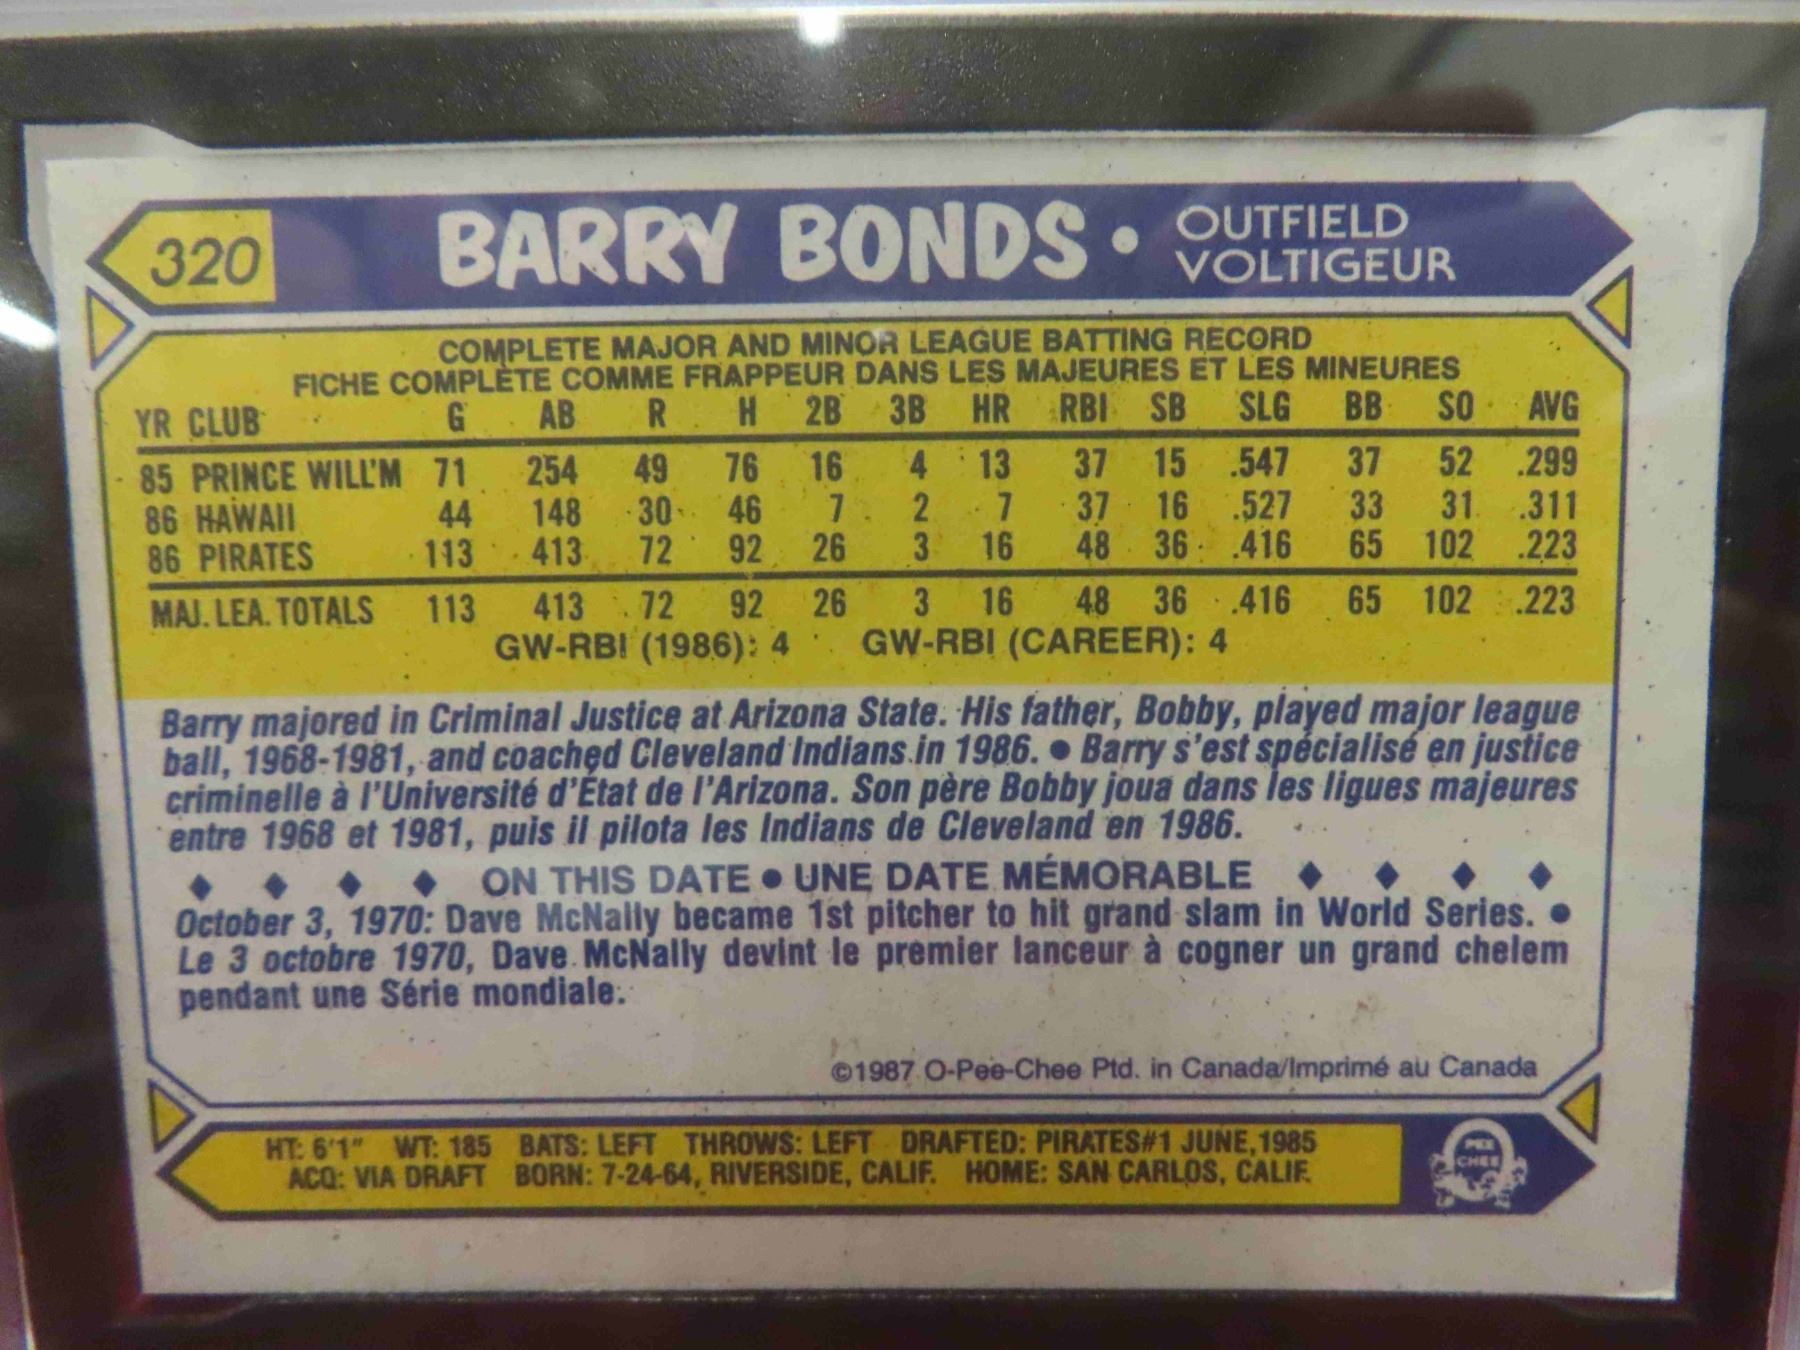 320 BARRY BONDS • OUTFIELD
VOLTIGEUR
COMPLETE MAJOR AND MINOR LEAGUE BATTING RECORD
FICHE COMPLÈTE COMME FRAPPEUR DANS LES MAJEURES ET LES MINEURES
YR CLUB G AB R H 2B 3B HR RBI SB SLG BB SO AVG
85 PRINCE WILL'M 71 254 49 76 16 4 13 37 15 .547 37 52 .299
86 HAWAII 44 148 30 46 7 2 7 37 16 .527 33 31 .311
86 PIRATES 113 413 72 92 26 3 16 48 36 .416 65 102 .223
MAJ. LEA. TOTALS 113 413 72 92 26 3 16 48 36 .416 65 102 .223
GW-RBI (1986): 4 GW-RBI (CAREER): 4
Barry majored in Criminal Justice at Arizona State. His father, Bobby, played major league
ball, 1968-1981, and coached Cleveland Indians in 1986. • Barry s'est spécialisé en justice
criminelle à l'Université d'État de l'Arizona. Son père Bobby joua dans les ligues majeures
entre 1968 et 1981, puis il pilota les Indians de Cleveland en 1986.
♦ ♦ ♦ ♦ ON THIS DATE • UNE DATE MÉMORABLE ♦ ♦ ♦ ♦
October 3, 1970: Dave McNally became 1st pitcher to hit grand slam in World Series. •
Le 3 octobre 1970, Dave McNally devint le premier lanceur à cogner un grand chelem
pendant une Série mondiale.
©1987 O-Pee-Chee Ptd. in Canada/Imprimé au Canada
HT: 6'1" WT: 185 BATS: LEFT THROWS: LEFT DRAFTED: PIRATES#1 JUNE, 1985
ACQ: VIA DRAFT BORN: 7-24-64, RIVERSIDE, CALIF. HOME: SAN CARLOS, CALIF.
PEE
CHEE